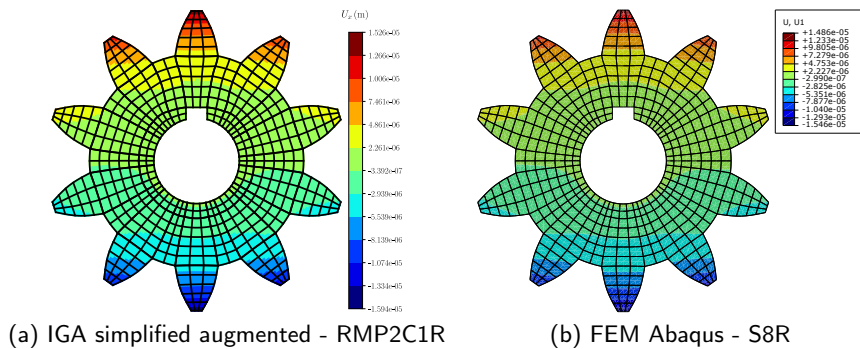 U_x (m)
1.526e-05
1.266e-05
1.006e-05
7.461e-06
4.861e-06
2.261e-06
-3.392e-07
-2.939e-06
-5.539e-06
-8.139e-06
-1.074e-05
-1.334e-05
-1.594e-05
U, U1
+1.486e-05
+1.233e-05
+9.805e-06
+7.279e-06
+4.753e-06
+2.227e-06
-2.990e-07
-2.825e-06
-5.351e-06
-7.877e-06
-1.040e-05
-1.293e-05
-1.546e-05
(a) IGA simplified augmented - RMP2C1R
(b) FEM Abaqus - S8R